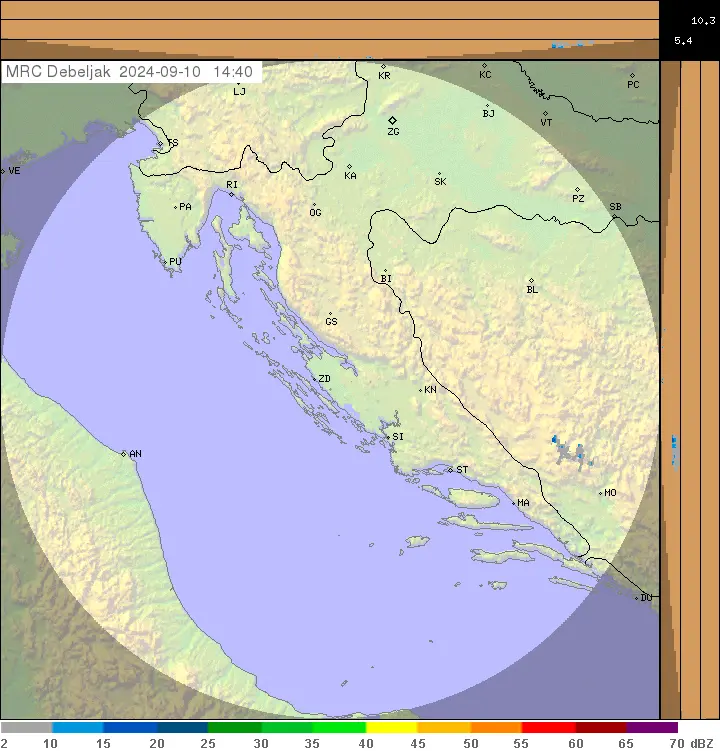 10.3
5.4
MRC Debeljak 2024-09-10 14:40
KR
KC
PC
LJ
BJ
VT
ZG
TS
VE
KA
SK
RI
PZ
SB
PA
OG
PU
BI
BL
GS
ZD
KN
SI
AN
ST
MO
MA
DU
2 10 15 20 25 30 35 40 45 50 55 60 65 70 dBZ